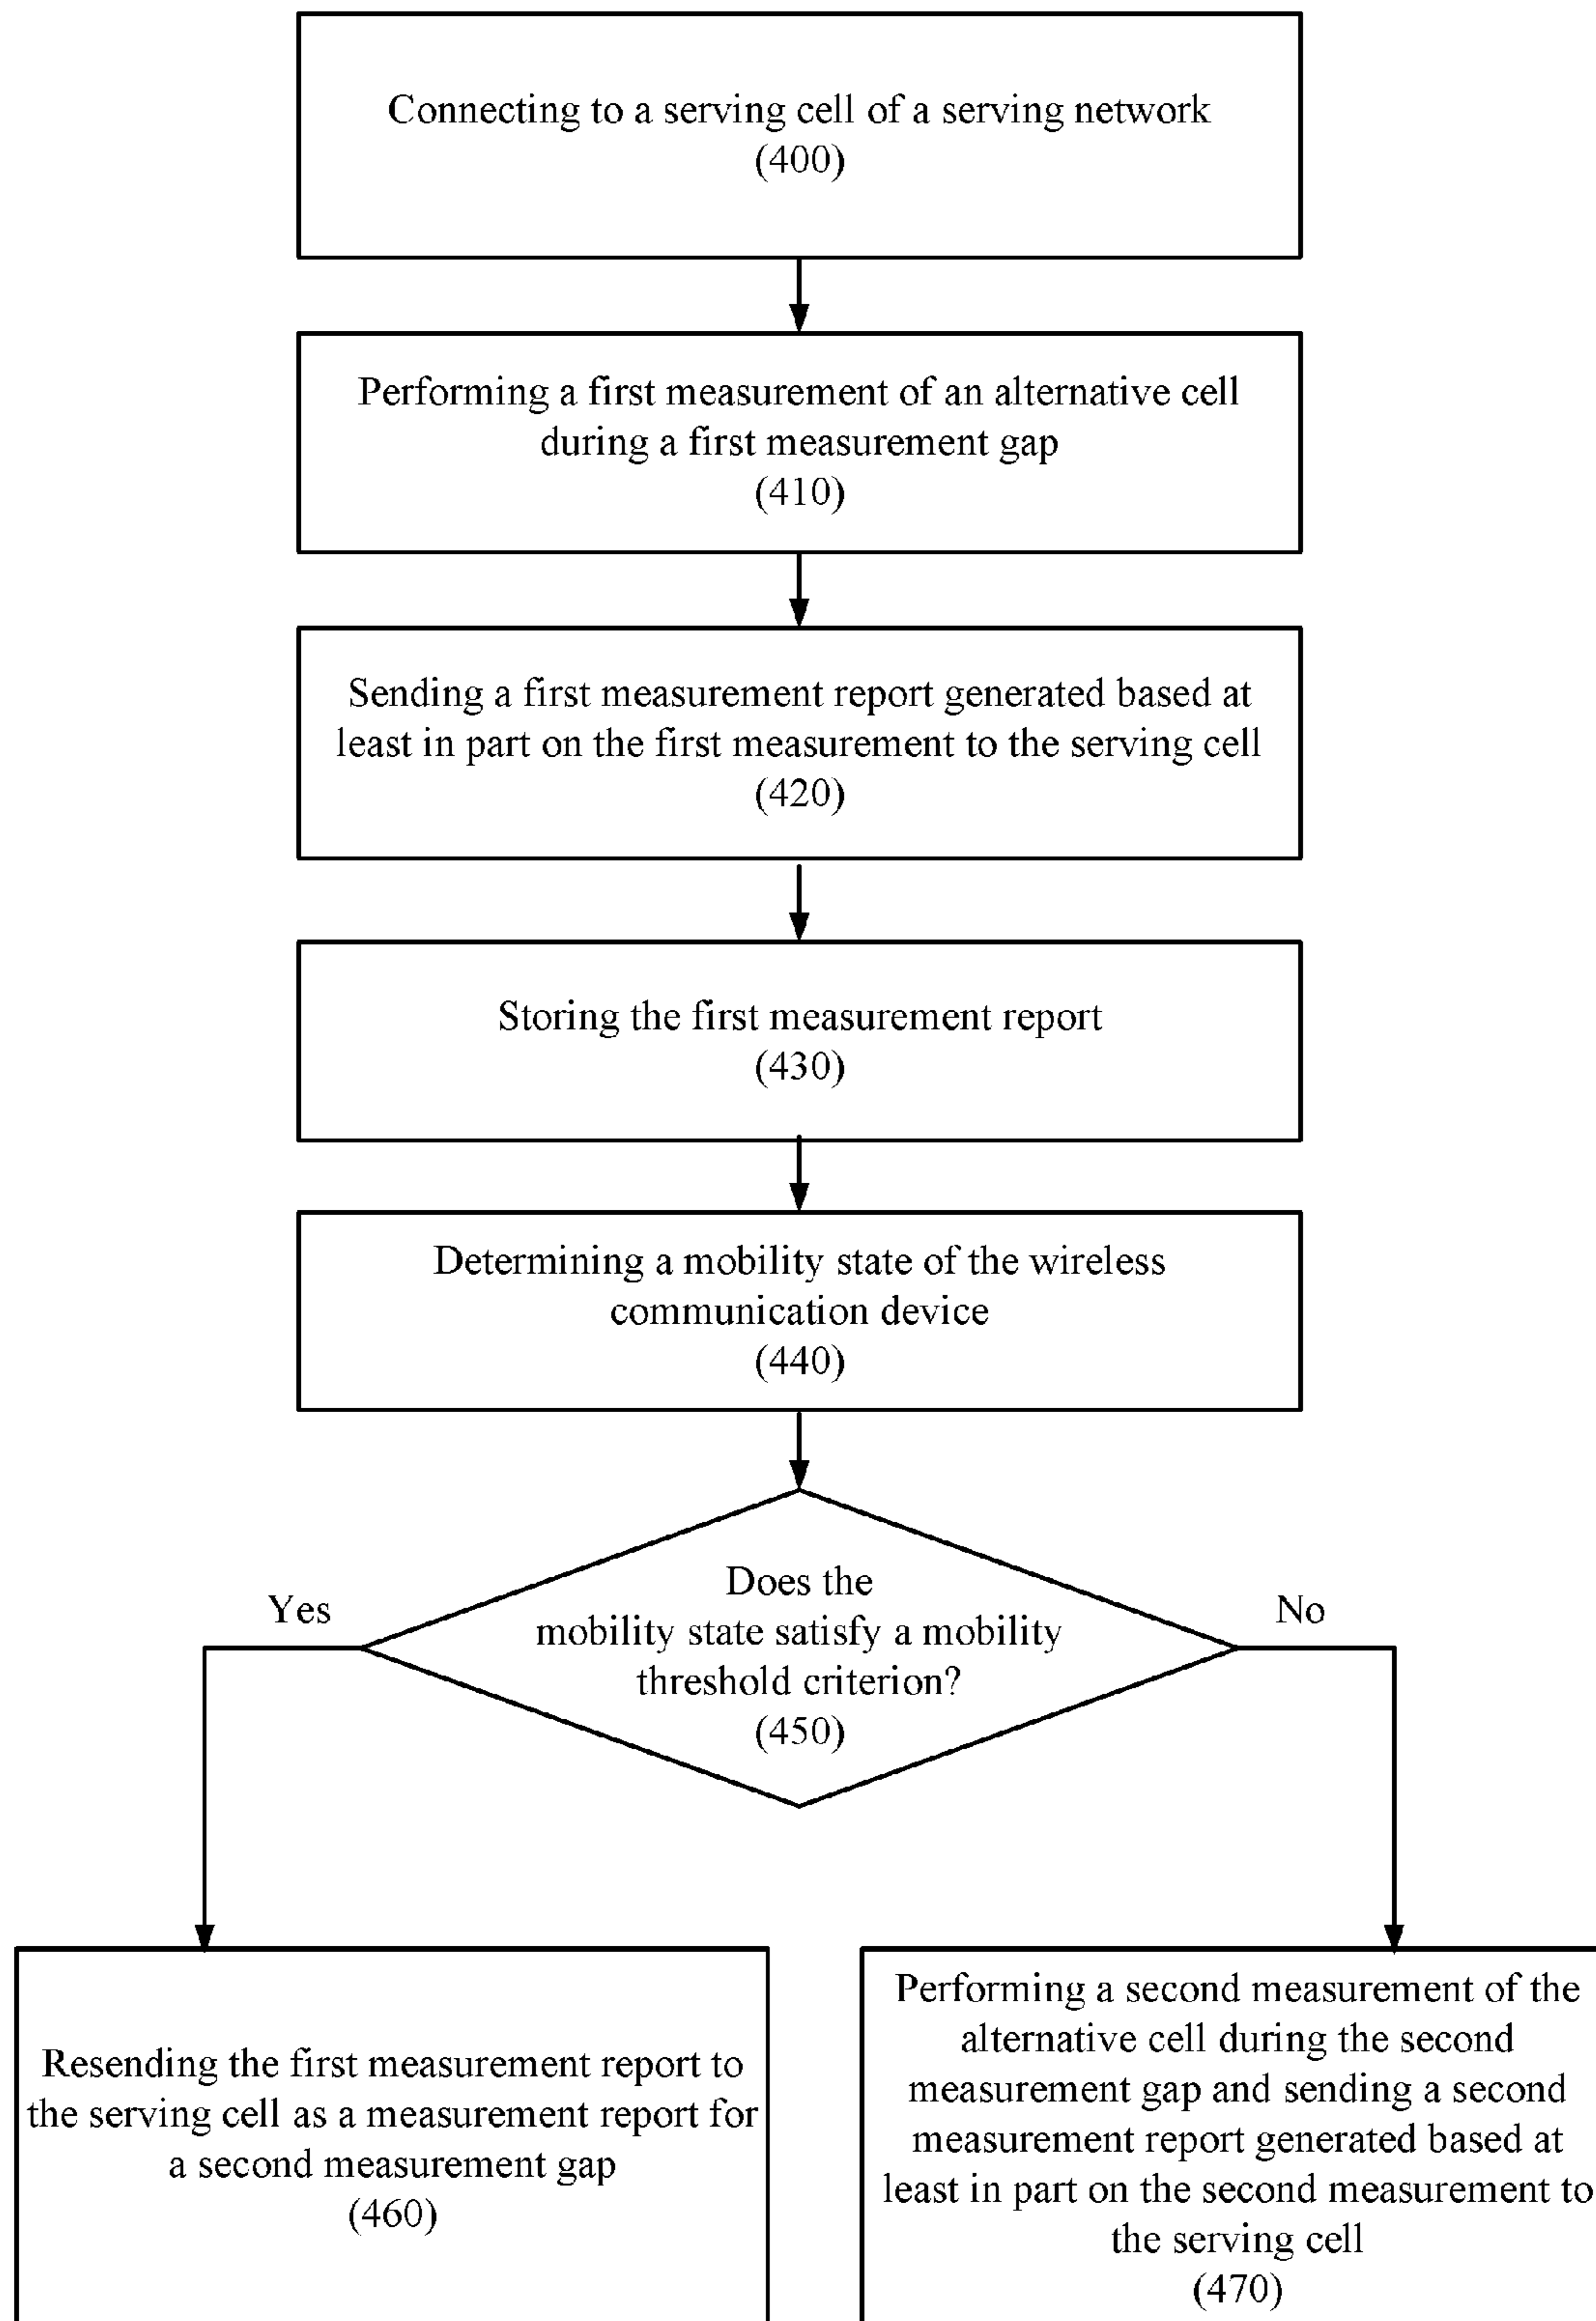 Connecting to a serving cell of a serving network
(400)
Performing a first measurement of an alternative cell
during a first measurement gap
(410)
Sending a first measurement report generated based at
least in part on the first measurement to the serving cell
(420)
Storing the first measurement report
(430)
Determining a mobility state of the wireless
communication device
(440)
Does the
mobility state satisfy a mobility
threshold criterion?
(450)
Yes
No
Resending the first measurement report to
the serving cell as a measurement report for
a second measurement gap
(460)
Performing a second measurement of the
alternative cell during the second
measurement gap and sending a second
measurement report generated based at
least in part on the second measurement to
the serving cell
(470)